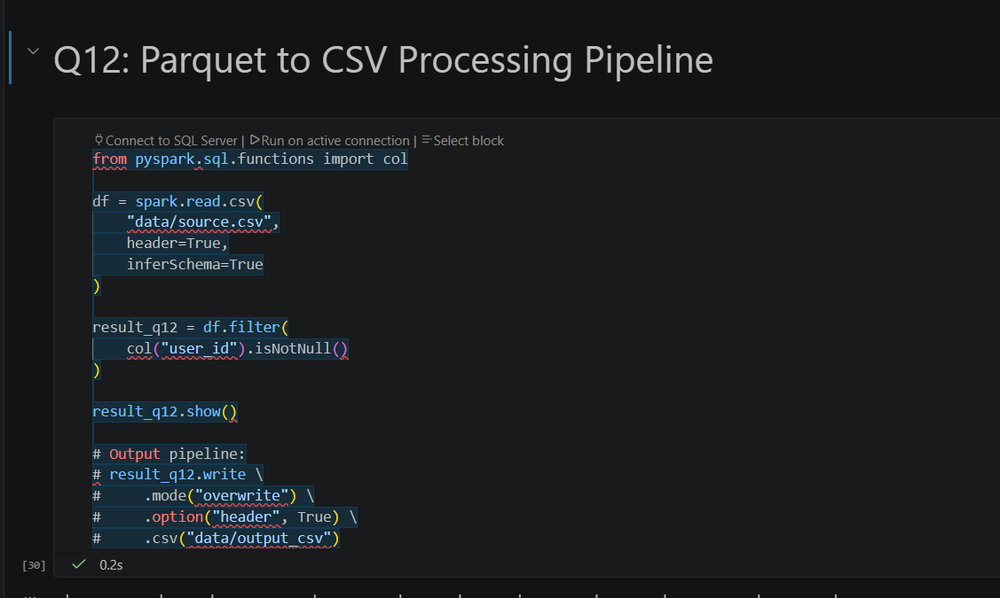 Q12: Parquet to CSV Processing Pipeline
Connect to SQL Server | Run on active connection | Select block
from pyspark.sql.functions import col
df = spark.read.csv(
    "data/source.csv",
    header=True,
    inferSchema=True
)
result_q12 = df.filter(
    col("user_id").isNotNull()
)
result_q12.show()
# Output pipeline:
# result_q12.write \
#     .mode("overwrite") \
#     .option("header", True) \
#     .csv("data/output_csv")
[30] 0.2s